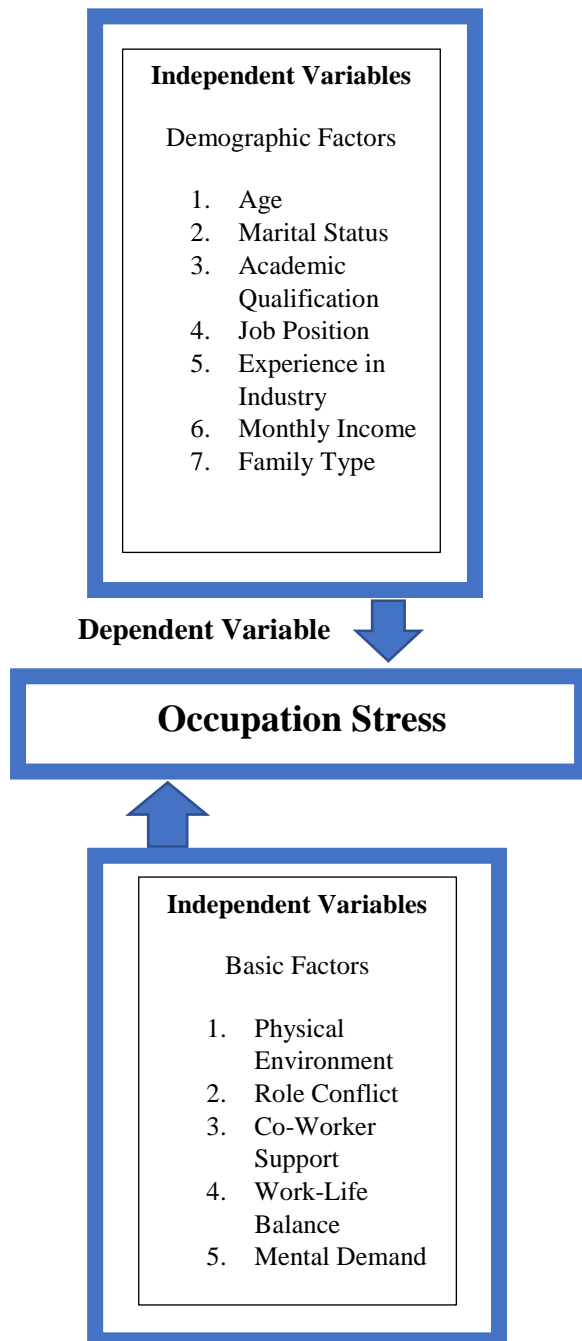 Independent Variables
Demographic Factors
1. Age
2. Marital Status
3. Academic
Qualification
4. Job Position
5. Experience in
Industry
6. Monthly Income
7. Family Type
Dependent Variable
Occupation Stress
Independent Variables
Basic Factors
1. Physical
Environment
2. Role Conflict
3. Co-Worker
Support
4. Work-Life
Balance
5. Mental Demand